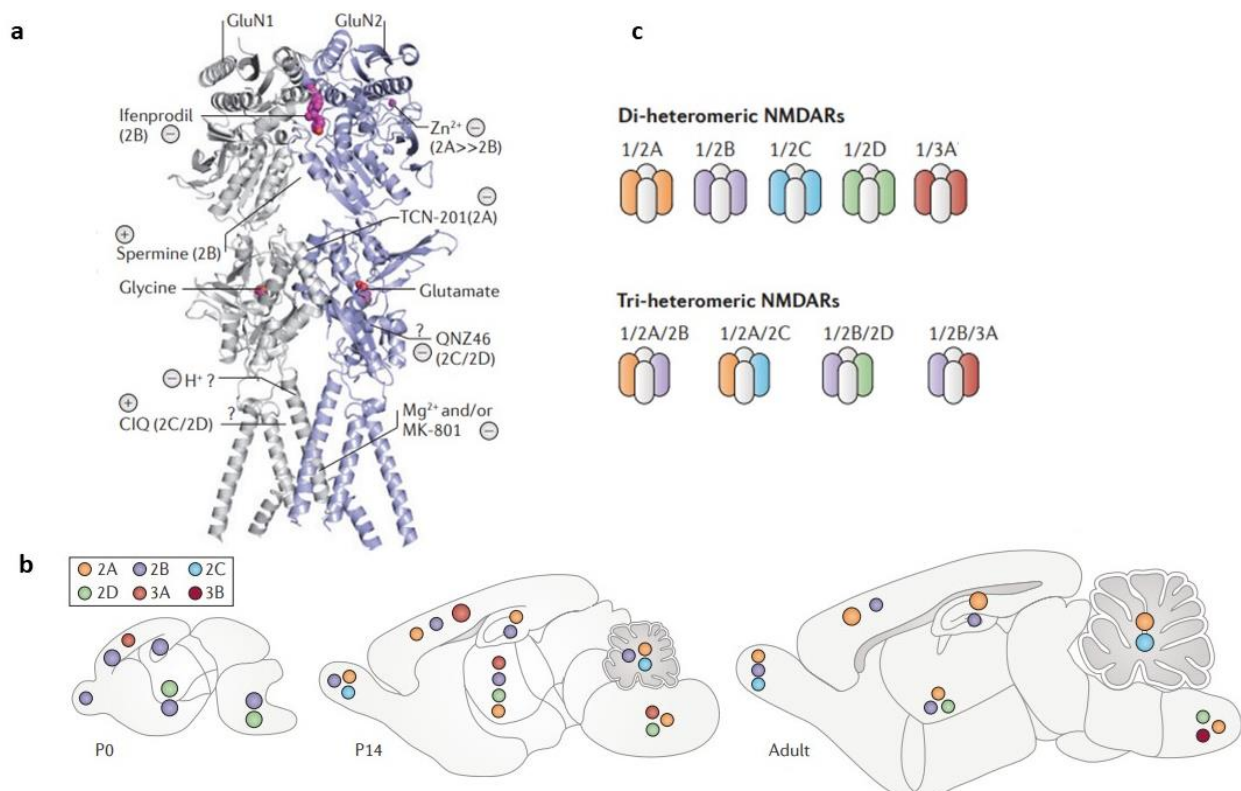 a
GluN1
GluN2
Ifenprodil
(2B) −
Zn²⁺ −
(2A>>2B)
−
TCN-201(2A)
+
Spermine (2B)
Glycine
Glutamate
?
QNZ46
− (2C/2D)
− H⁺ ?
+
CIQ (2C/2D)
?
Mg²⁺ and/or
MK-801 −
c
Di-heteromeric NMDARs
1/2A 1/2B 1/2C 1/2D 1/3A
Tri-heteromeric NMDARs
1/2A/2B 1/2A/2C 1/2B/2D 1/2B/3A
b
2A 2B 2C
2D 3A 3B
P0
P14
Adult